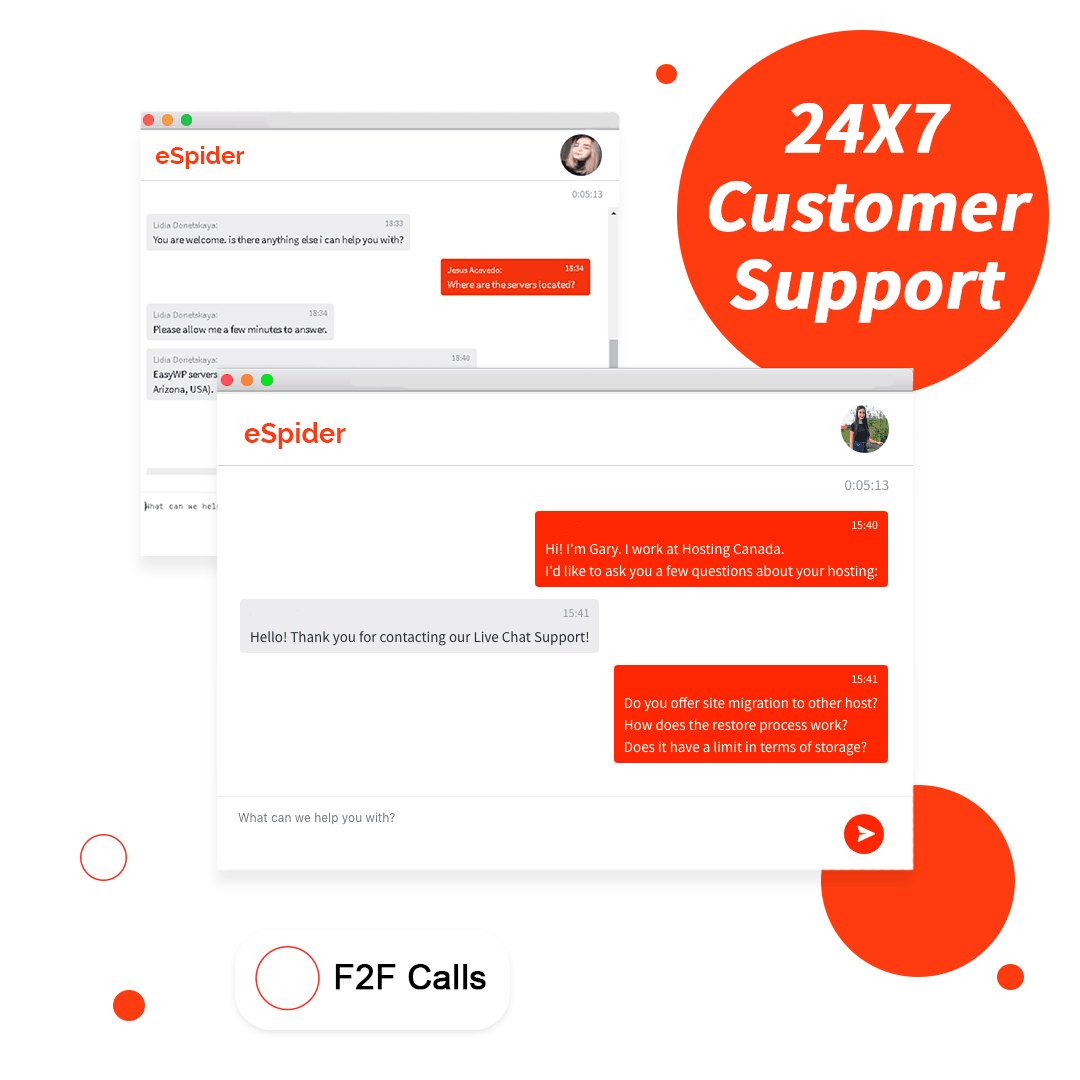 24X7
Customer
Support
eSpider
0:05:13
Lidia Donetskaya:
18:33
You are welcome. is there anything else i can help you with?
Jesus Acevedo:
18:34
Where are the servers located?
Lidia Donetskaya:
18:34
Please allow me a few minutes to answer.
Lidia Donetskaya:
18:40
EasyWP servers
Arizona, USA).
What can we help
eSpider
0:05:13
15:40
Hi! I'm Gary. I work at Hosting Canada.
I'd like to ask you a few questions about your hosting:
15:41
Hello! Thank you for contacting our Live Chat Support!
15:41
Do you offer site migration to other host?
How does the restore process work?
Does it have a limit in terms of storage?
What can we help you with?
F2F Calls